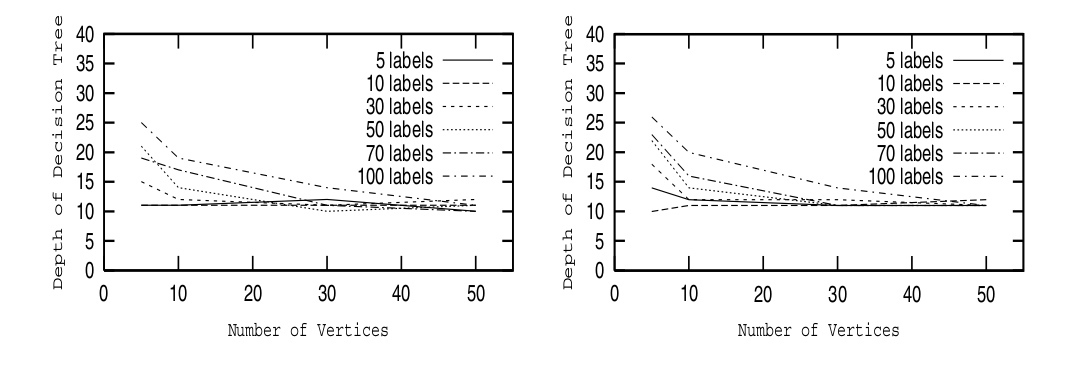 Depth of Decision Tree
40
35
30
25
20
15
10
5
0
5 labels
10 labels
30 labels
50 labels
70 labels
100 labels
0 10 20 30 40 50
Number of Vertices
Depth of Decision Tree
40
35
30
25
20
15
10
5
0
5 labels
10 labels
30 labels
50 labels
70 labels
100 labels
0 10 20 30 40 50
Number of Vertices